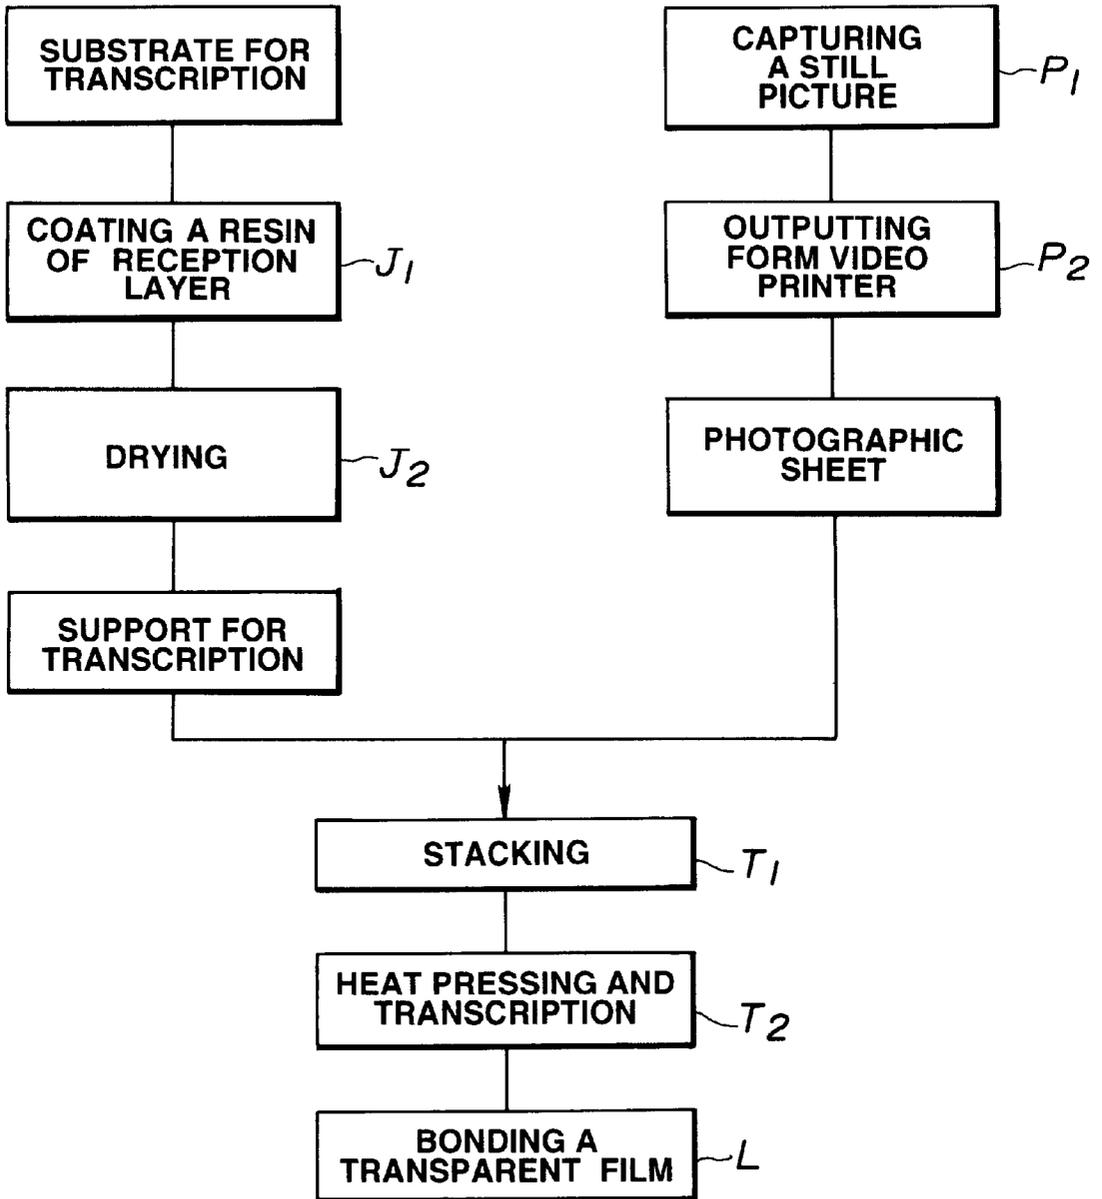 SUBSTRATE FOR
TRANSCRIPTION
COATING A RESIN
OF RECEPTION
LAYER
J1
DRYING
J2
SUPPORT FOR
TRANSCRIPTION
CAPTURING
A STILL
PICTURE
P1
OUTPUTTING
FORM VIDEO
PRINTER
P2
PHOTOGRAPHIC
SHEET
STACKING
T1
HEAT PRESSING AND
TRANSCRIPTION
T2
BONDING A
TRANSPARENT FILM
L